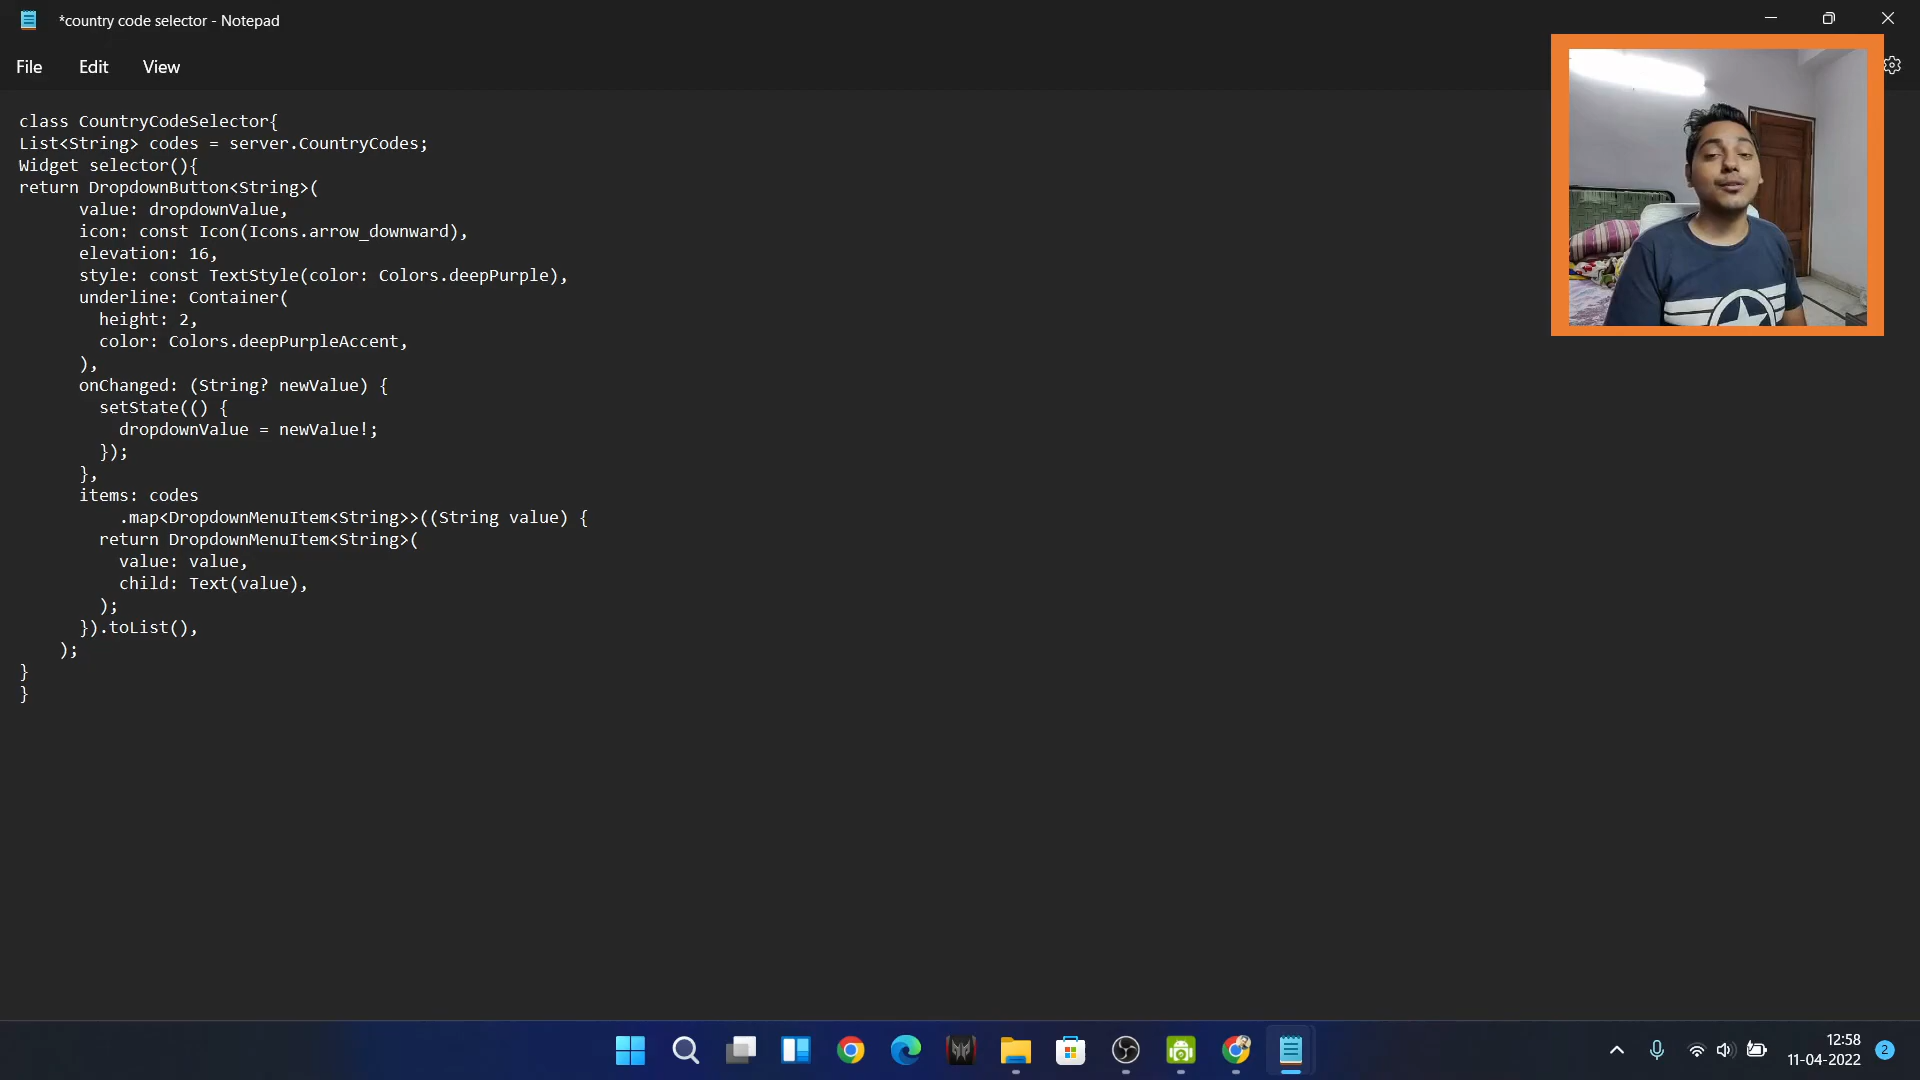 *country code selector - Notepad
File Edit View
class CountryCodeSelector{
List<String> codes = server.CountryCodes;
Widget selector(){
return DropdownButton<String>(
value: dropdownValue,
icon: const Icon(Icons.arrow_downward),
elevation: 16,
style: const TextStyle(color: Colors.deepPurple),
underline: Container(
height: 2,
color: Colors.deepPurpleAccent,
),
onChanged: (String? newValue) {
setState(() {
dropdownValue = newValue!;
});
},
items: codes
.map<DropdownMenuItem<String>>((String value) {
return DropdownMenuItem<String>(
value: value,
child: Text(value),
);
}).toList(),
);
}
}
12:58
11-04-2022
2